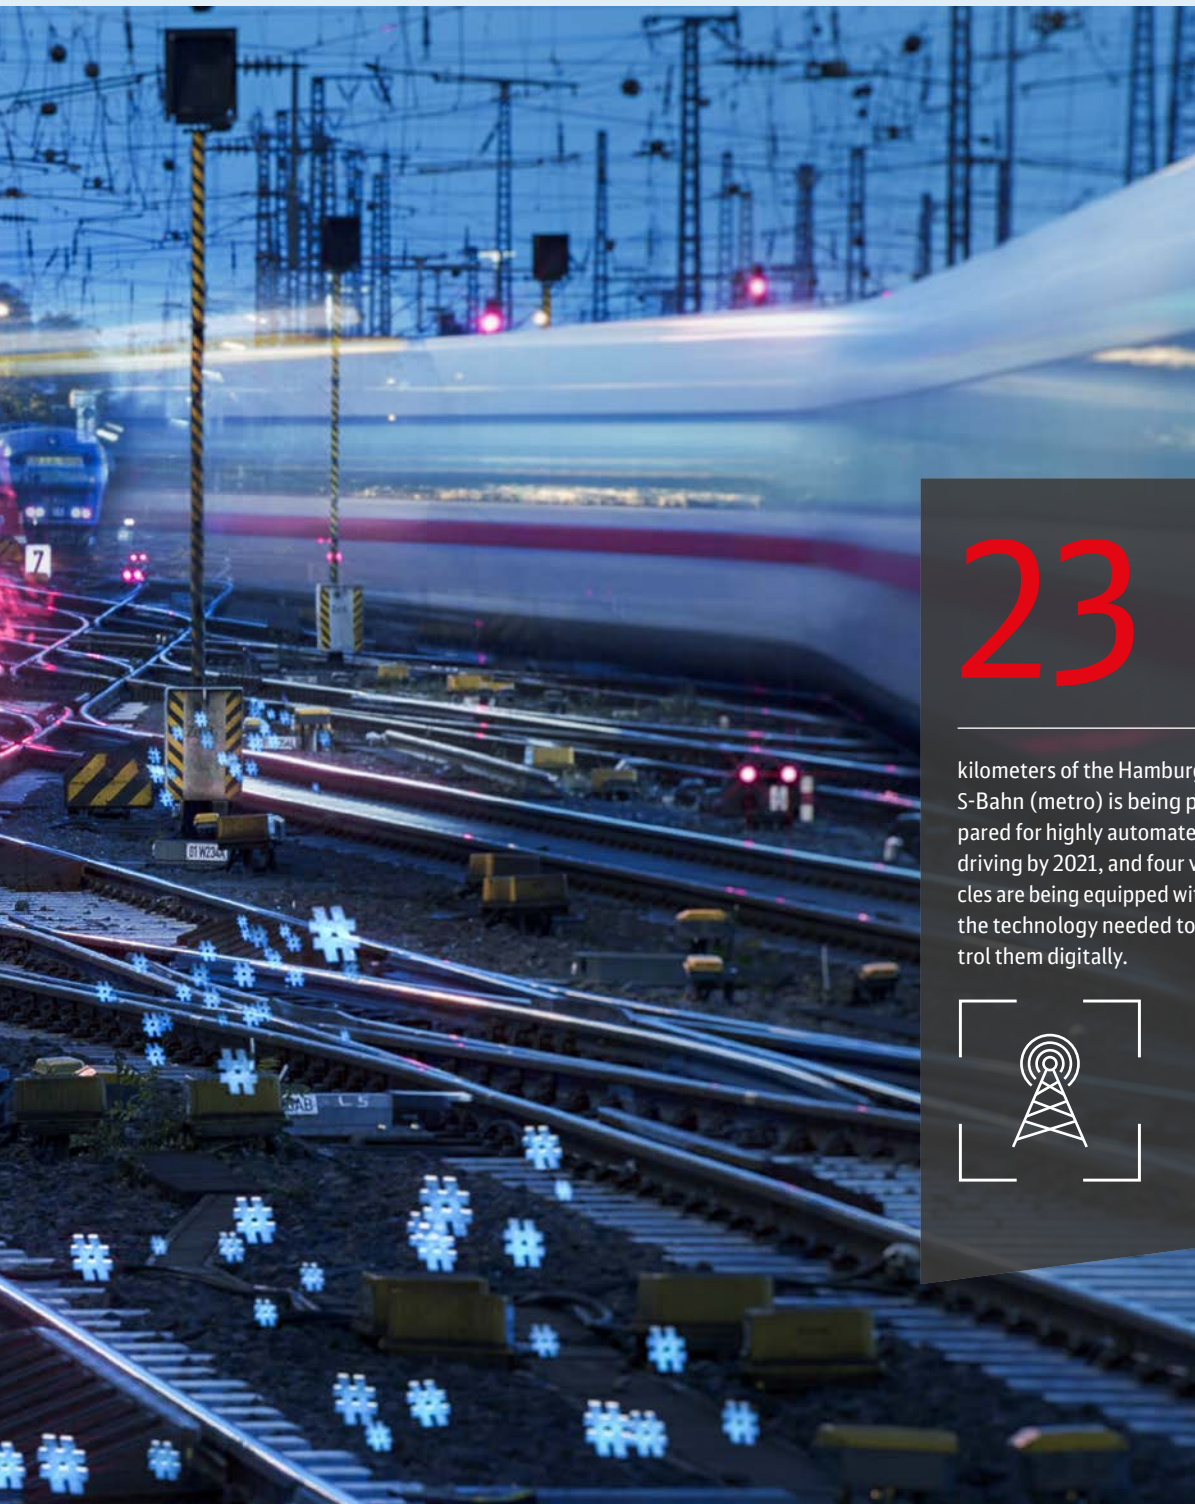 7
23
kilometers of the Hamburg
S-Bahn (metro) is being p
pared for highly automate
driving by 2021, and four v
cles are being equipped wi
the technology needed to
trol them digitally.